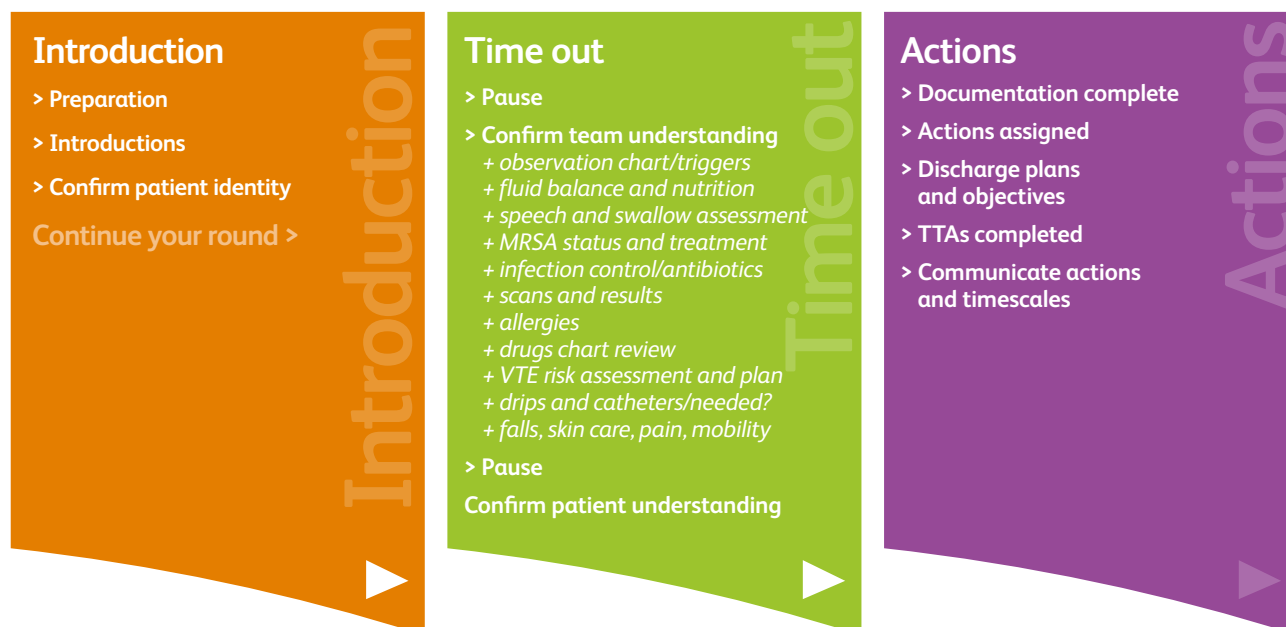 Introduction
> Preparation
> Introductions
> Confirm patient identity
Continue your round >
Introduction
Time out
> Pause
> Confirm team understanding
+ observation chart/triggers
+ fluid balance and nutrition
+ speech and swallow assessment
+ MRSA status and treatment
+ infection control/antibiotics
+ scans and results
+ allergies
+ drugs chart review
+ VTE risk assessment and plan
+ drips and catheters/needed?
+ falls, skin care, pain, mobility
> Pause
Confirm patient understanding
Time out
Actions
> Documentation complete
> Actions assigned
> Discharge plans
and objectives
> TTAs completed
> Communicate actions
and timescales
Actions